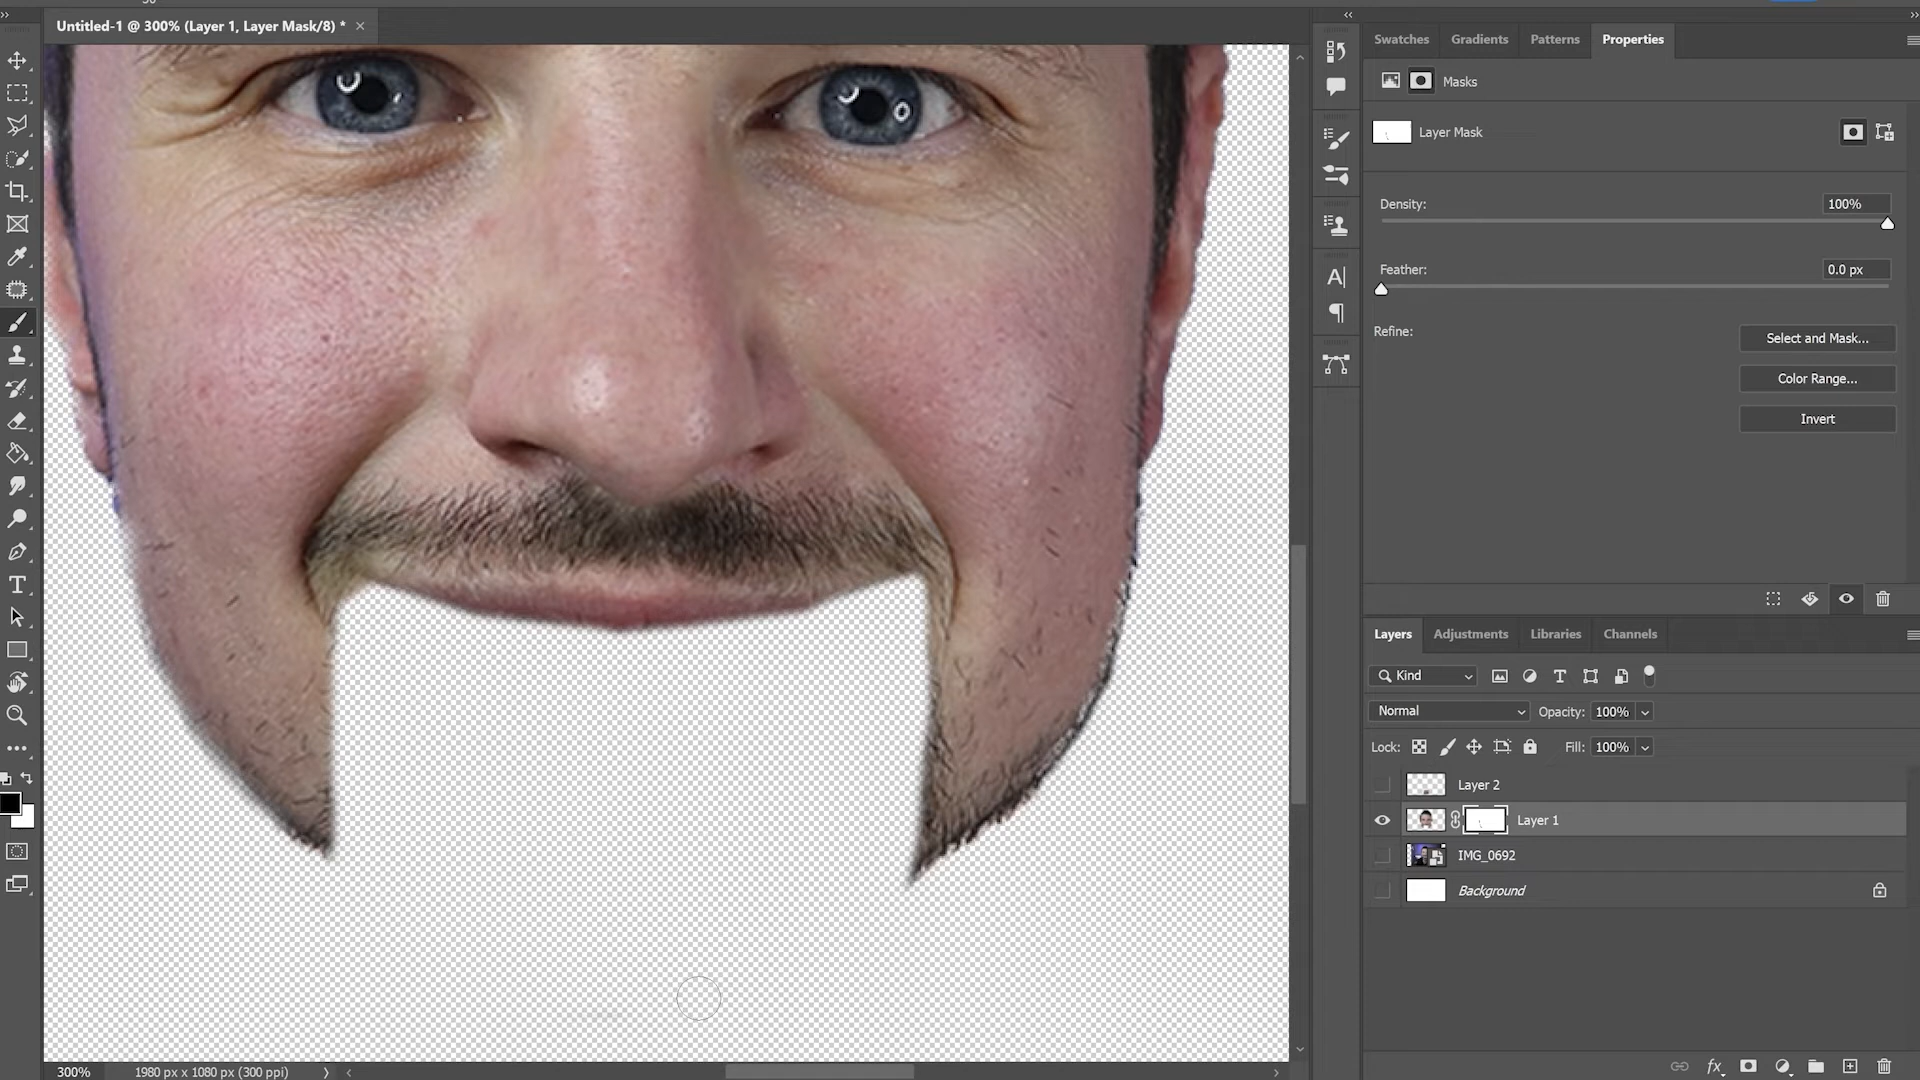 Untitled-1 @ 300% (Layer 1, Layer Mask/8) *
Swatches Gradients Patterns Properties
Masks
Layer Mask
Density: 100%
Feather: 0.0 px
Refine:
Select and Mask...
Color Range...
Invert
Layers Adjustments Libraries Channels
Kind
Normal Opacity: 100%
Lock: Fill: 100%
Layer 2
Layer 1
IMG_0692
Background
300% 1980 px x 1080 px (300 ppi)